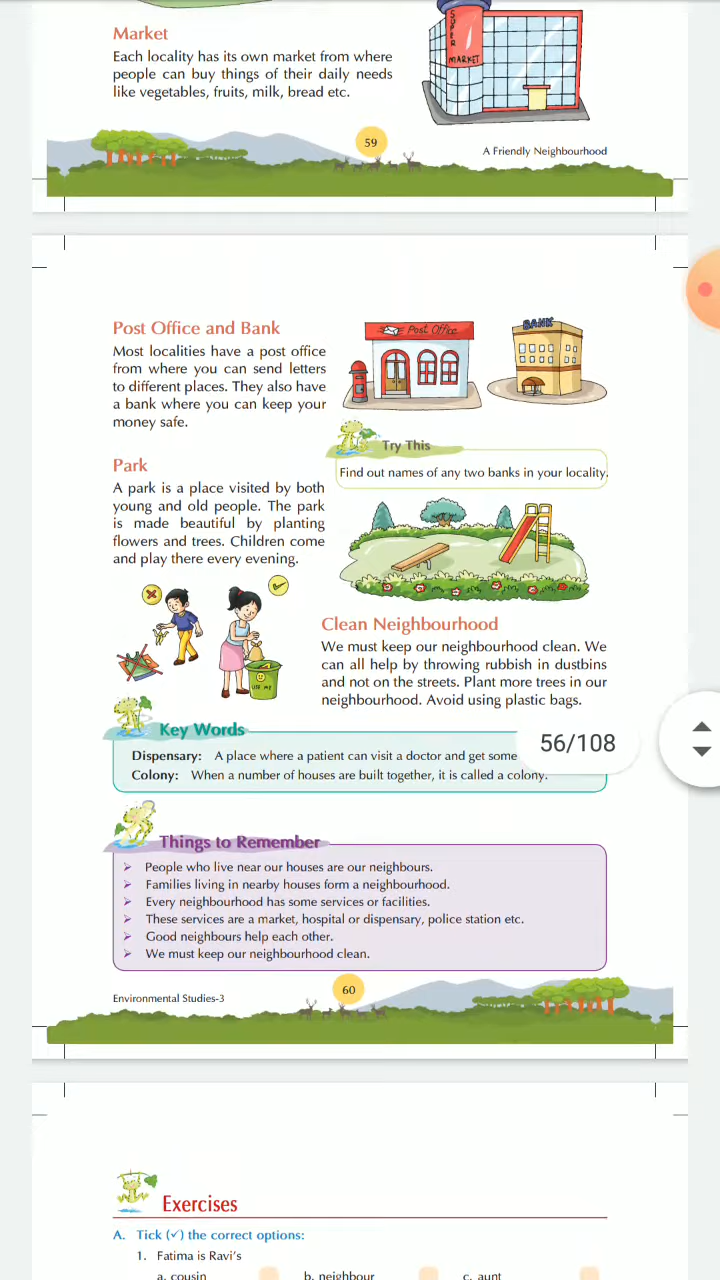 Market
Each locality has its own market from where
people can buy things of their daily needs
like vegetables, fruits, milk, bread etc.
SUPER
MARKET
59
A Friendly Neighbourhood
Post Office and Bank
Most localities have a post office
from where you can send letters
to different places. They also have
a bank where you can keep your
money safe.
Post Office
BANK
Try This
Find out names of any two banks in your locality.
Park
A park is a place visited by both
young and old people. The park
is made beautiful by planting
flowers and trees. Children come
and play there every evening.
USE ME
Clean Neighbourhood
We must keep our neighbourhood clean. We
can all help by throwing rubbish in dustbins
and not on the streets. Plant more trees in our
neighbourhood. Avoid using plastic bags.
Key Words
Dispensary: A place where a patient can visit a doctor and get some
Colony: When a number of houses are built together, it is called a colony.
56/108
Things to Remember
People who live near our houses are our neighbours.
Families living in nearby houses form a neighbourhood.
Every neighbourhood has some services or facilities.
These services are a market, hospital or dispensary, police station etc.
Good neighbours help each other.
We must keep our neighbourhood clean.
Environmental Studies-3
60
Exercises
A. Tick (✓) the correct options:
1. Fatima is Ravi's
a. cousin b. neighbour c. aunt